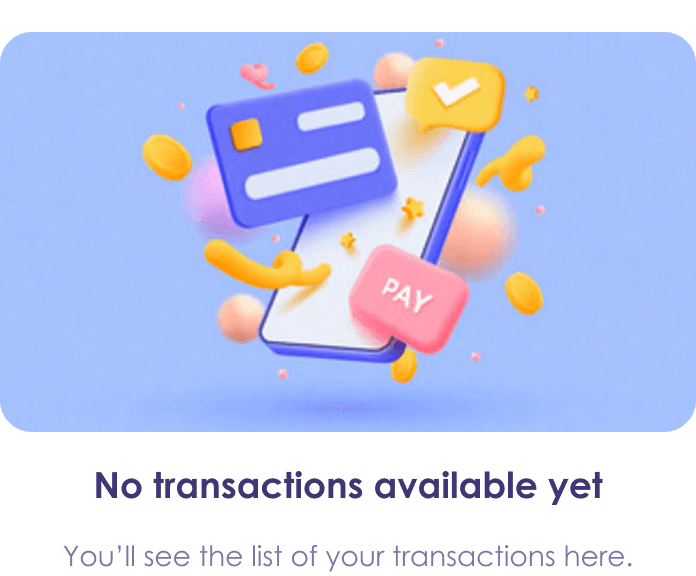 PAY
No transactions available yet
You’ll see the list of your transactions here.